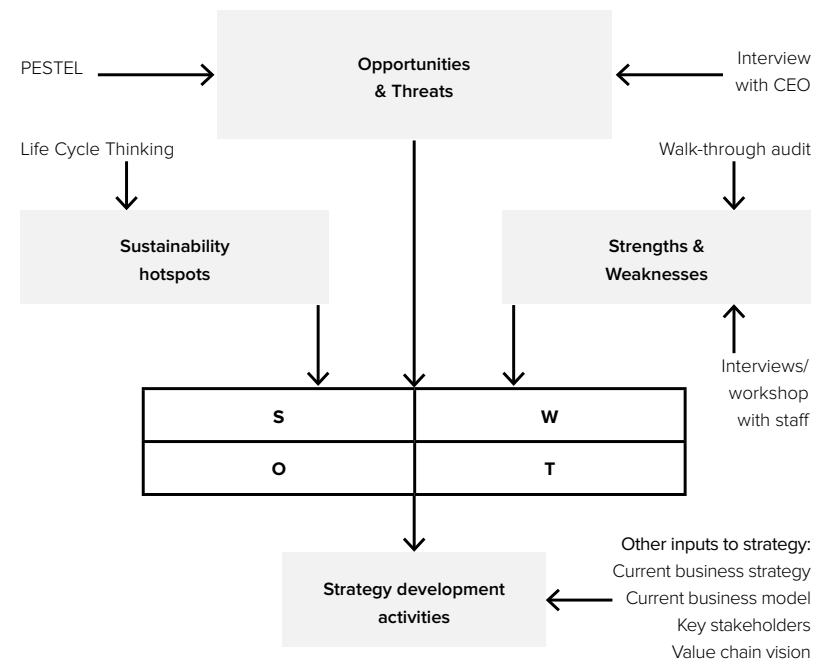 PESTEL
Opportunities
& Threats
Interview
with CEO
Life Cycle Thinking
Walk-through audit
Sustainability
hotspots
Strengths &
Weaknesses
Interviews/
workshop
with staff
S
W
O
T
Strategy development
activities
Other inputs to strategy:
Current business strategy
Current business model
Key stakeholders
Value chain vision